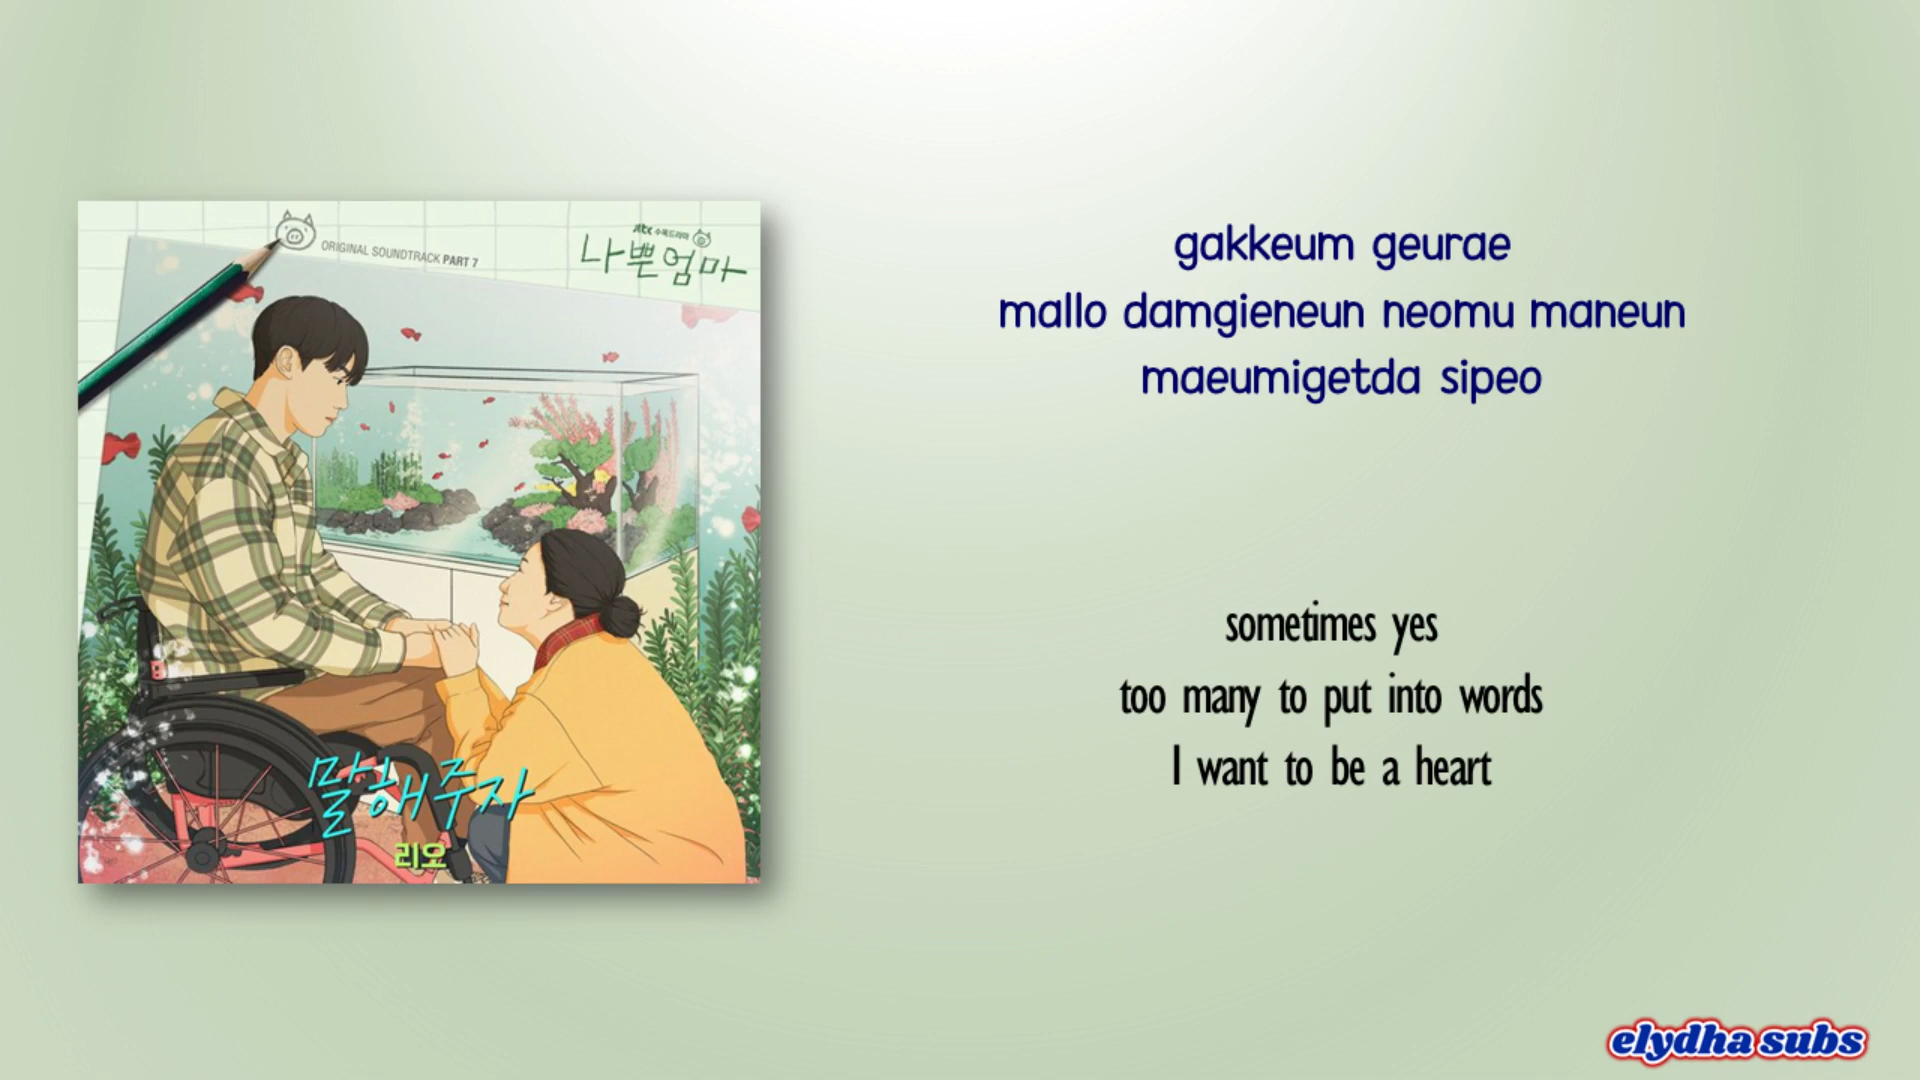 ORIGINAL SOUNDTRACK PART 7
jtbc 수목드라마
나쁜엄마
말해주자
리오
gakkeum geurae
mallo damgieneun neomu maneun
maeumigetda sipeo
sometimes yes
too many to put into words
I want to be a heart
elydha subs